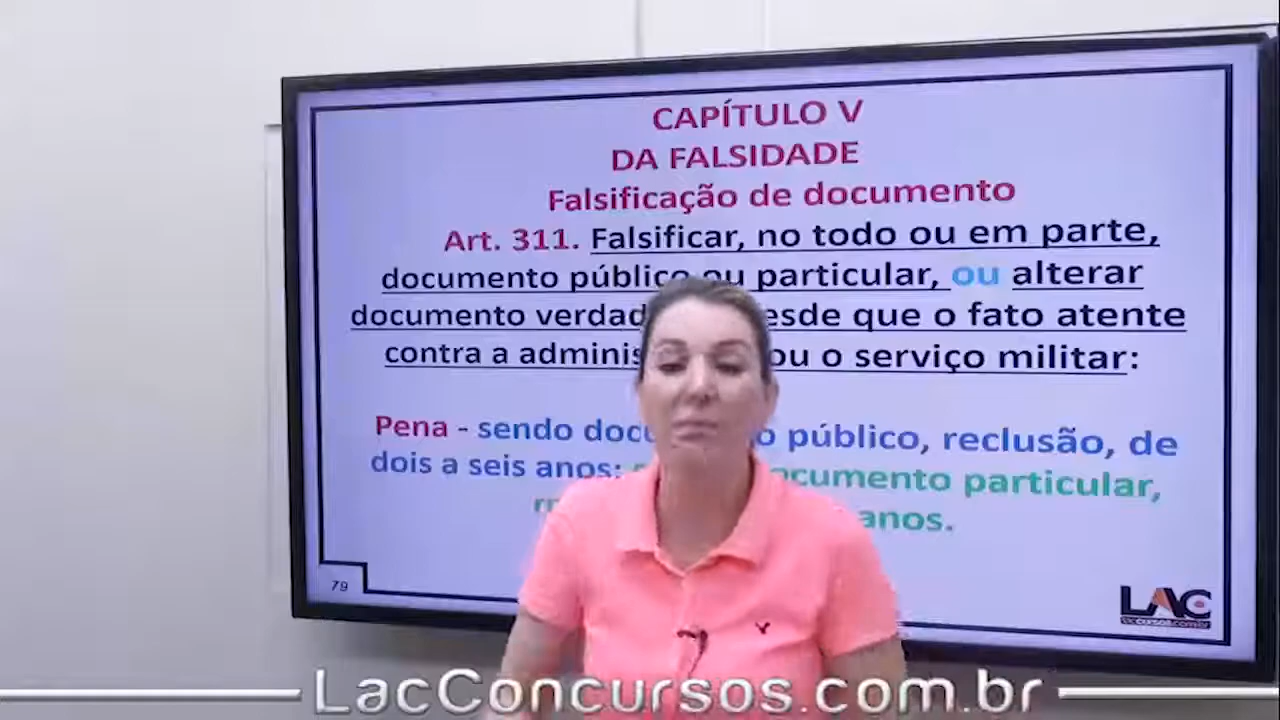 CAPÍTULO V
DA FALSIDADE
Falsificação de documento
Art. 311. Falsificar, no todo ou em parte,
documento público ou particular, ou alterar
documento verdad esde que o fato atente
contra a adminis ou o serviço militar:
Pena - sendo doc o público, reclusão, de
dois a seis anos; ocumento particular,
anos.
79
LAC
LacConcursos.com.br